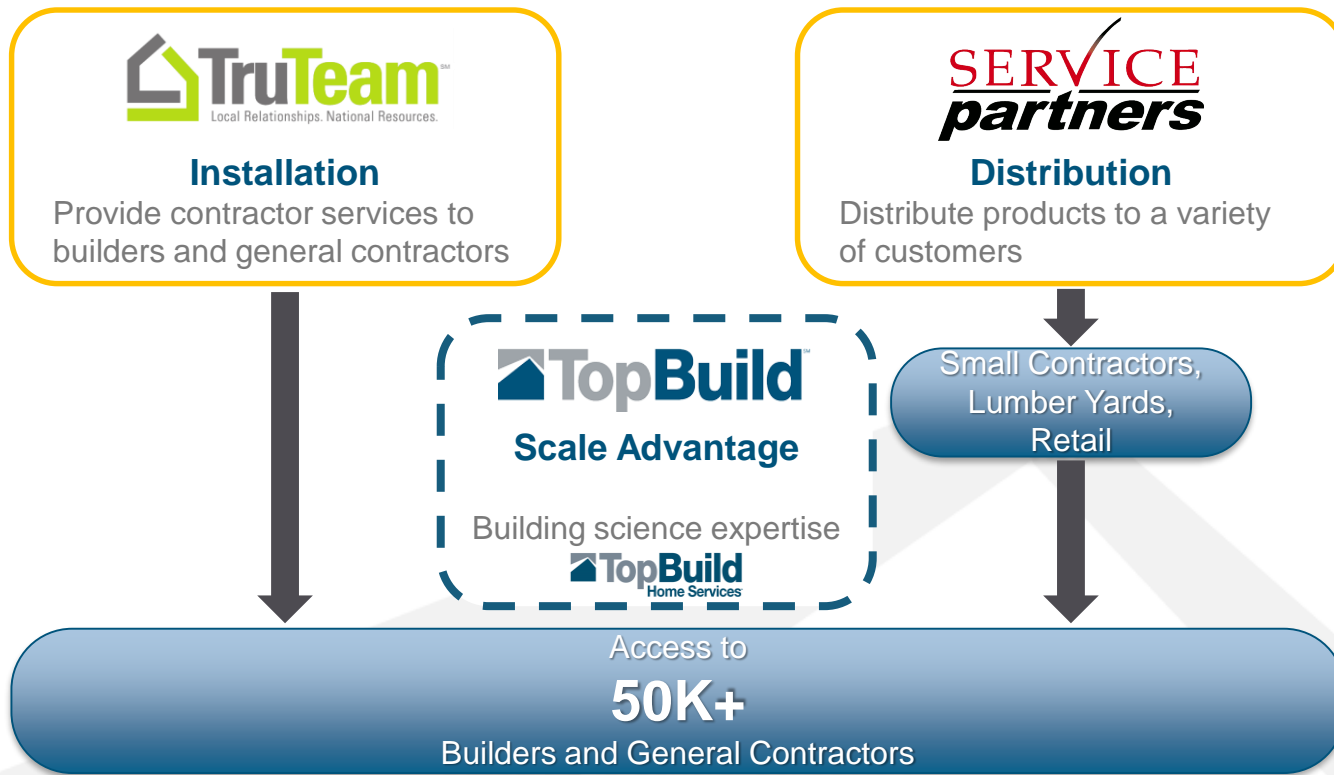 TruTeam SM
Local Relationships. National Resources.
Installation
Provide contractor services to
builders and general contractors
SERVICE
partners
Distribution
Distribute products to a variety
of customers
TopBuild SM
Scale Advantage
Building science expertise
TopBuild
Home Services
Small Contractors,
Lumber Yards,
Retail
Access to
50K+
Builders and General Contractors